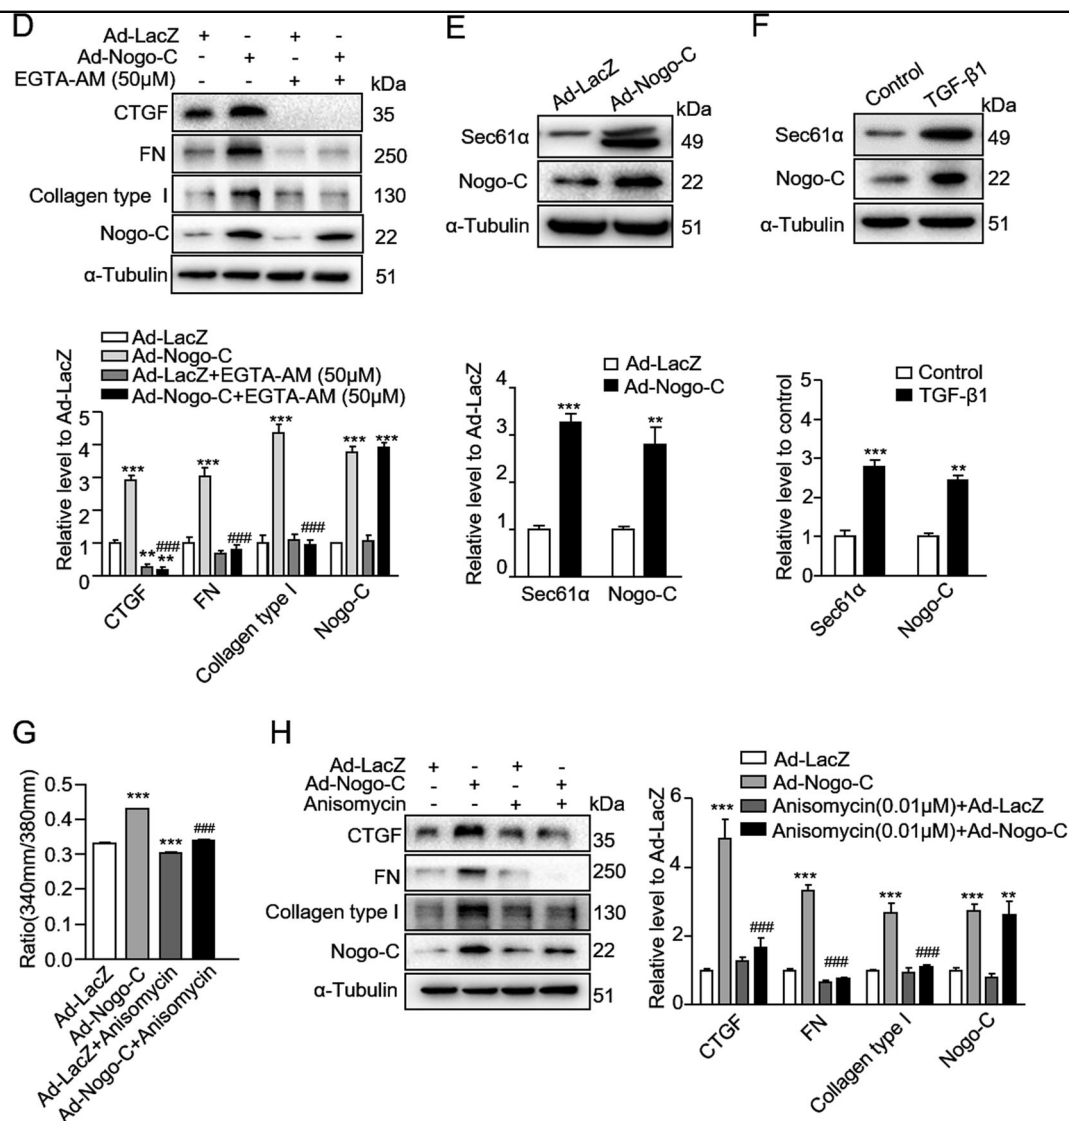 D
Ad-LacZ + - + -
Ad-Nogo-C - + - +
EGTA-AM (50μM) - - + +
kDa
CTGF 35
FN 250
Collagen type I 130
Nogo-C 22
α-Tubulin 51
Ad-LacZ
Ad-Nogo-C
Ad-LacZ+EGTA-AM (50μM)
Ad-Nogo-C+EGTA-AM (50μM)
Relative level to Ad-LacZ
5
4
3
2
1
0
*** ** ### **
*** ###
*** ###
*** ***
CTGF
FN
Collagen type I
Nogo-C
E
Ad-LacZ
Ad-Nogo-C
kDa
Sec61α 49
Nogo-C 22
α-Tubulin 51
Ad-LacZ
Ad-Nogo-C
Relative level to Ad-LacZ
4
3
2
1
0
*** **
Sec61α Nogo-C
F
Control
TGF-β1
kDa
Sec61α 49
Nogo-C 22
α-Tubulin 51
Control
TGF-β1
Relative level to control
5
4
3
2
1
0
*** **
Sec61α
Nogo-C
G
Ratio(340mm/380mm)
0.5
0.4
0.3
0.2
0.1
0.0
*** *** ###
Ad-LacZ
Ad-Nogo-C
Ad-LacZ+Anisomycin
Ad-Nogo-C+Anisomycin
H
Ad-LacZ + - + -
Ad-Nogo-C - + - +
Anisomycin - - + +
kDa
CTGF 35
FN 250
Collagen type I 130
Nogo-C 22
α-Tubulin 51
Ad-LacZ
Ad-Nogo-C
Anisomycin(0.01μM)+Ad-LacZ
Anisomycin(0.01μM)+Ad-Nogo-C
Relative level to Ad-LacZ
6
4
2
0
*** ###
*** ###
*** ###
*** **
CTGF
FN
Collagen type I
Nogo-C